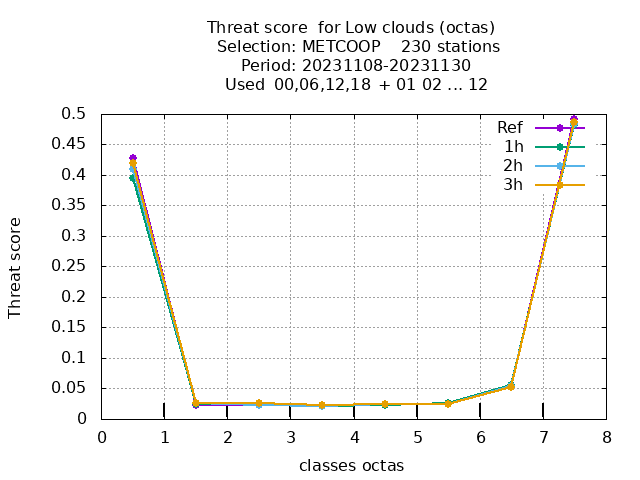 Threat score  for Low clouds (octas)
Selection: METCOOP    230 stations
Period: 20231108-20231130
Used  00,06,12,18  + 01 02 ... 12
Ref
1h
2h
3h
0.5
0.45
0.4
0.35
0.3
0.25
0.2
0.15
0.1
0.05
0
Threat score
0 1 2 3 4 5 6 7 8
classes octas